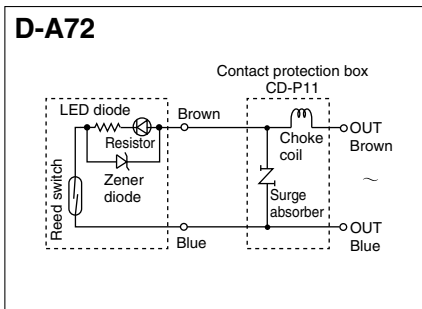 D-A72
Contact protection box
CD-P11
LED diode
Brown
Resistor
Choke
coil
OUT
Brown
Zener
diode
Reed switch
Surge
absorber
~
Blue
OUT
Blue